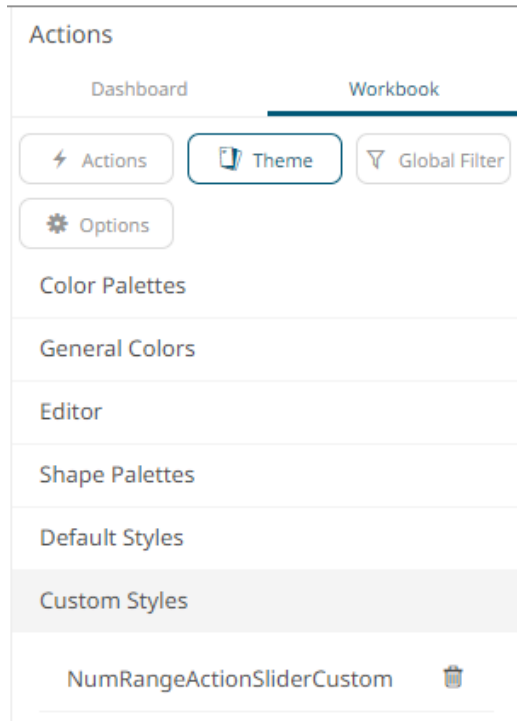 Actions
Dashboard Workbook
Actions Theme Global Filter
Options
Color Palettes
General Colors
Editor
Shape Palettes
Default Styles
Custom Styles
NumRangeActionSliderCustom